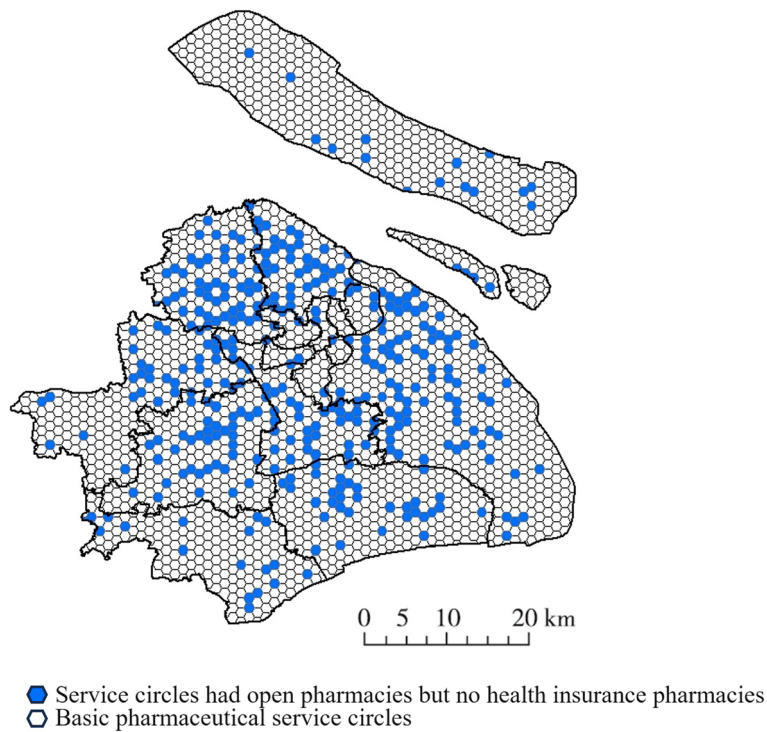 0 5 10 20 km
Service circles had open pharmacies but no health insurance pharmacies
Basic pharmaceutical service circles